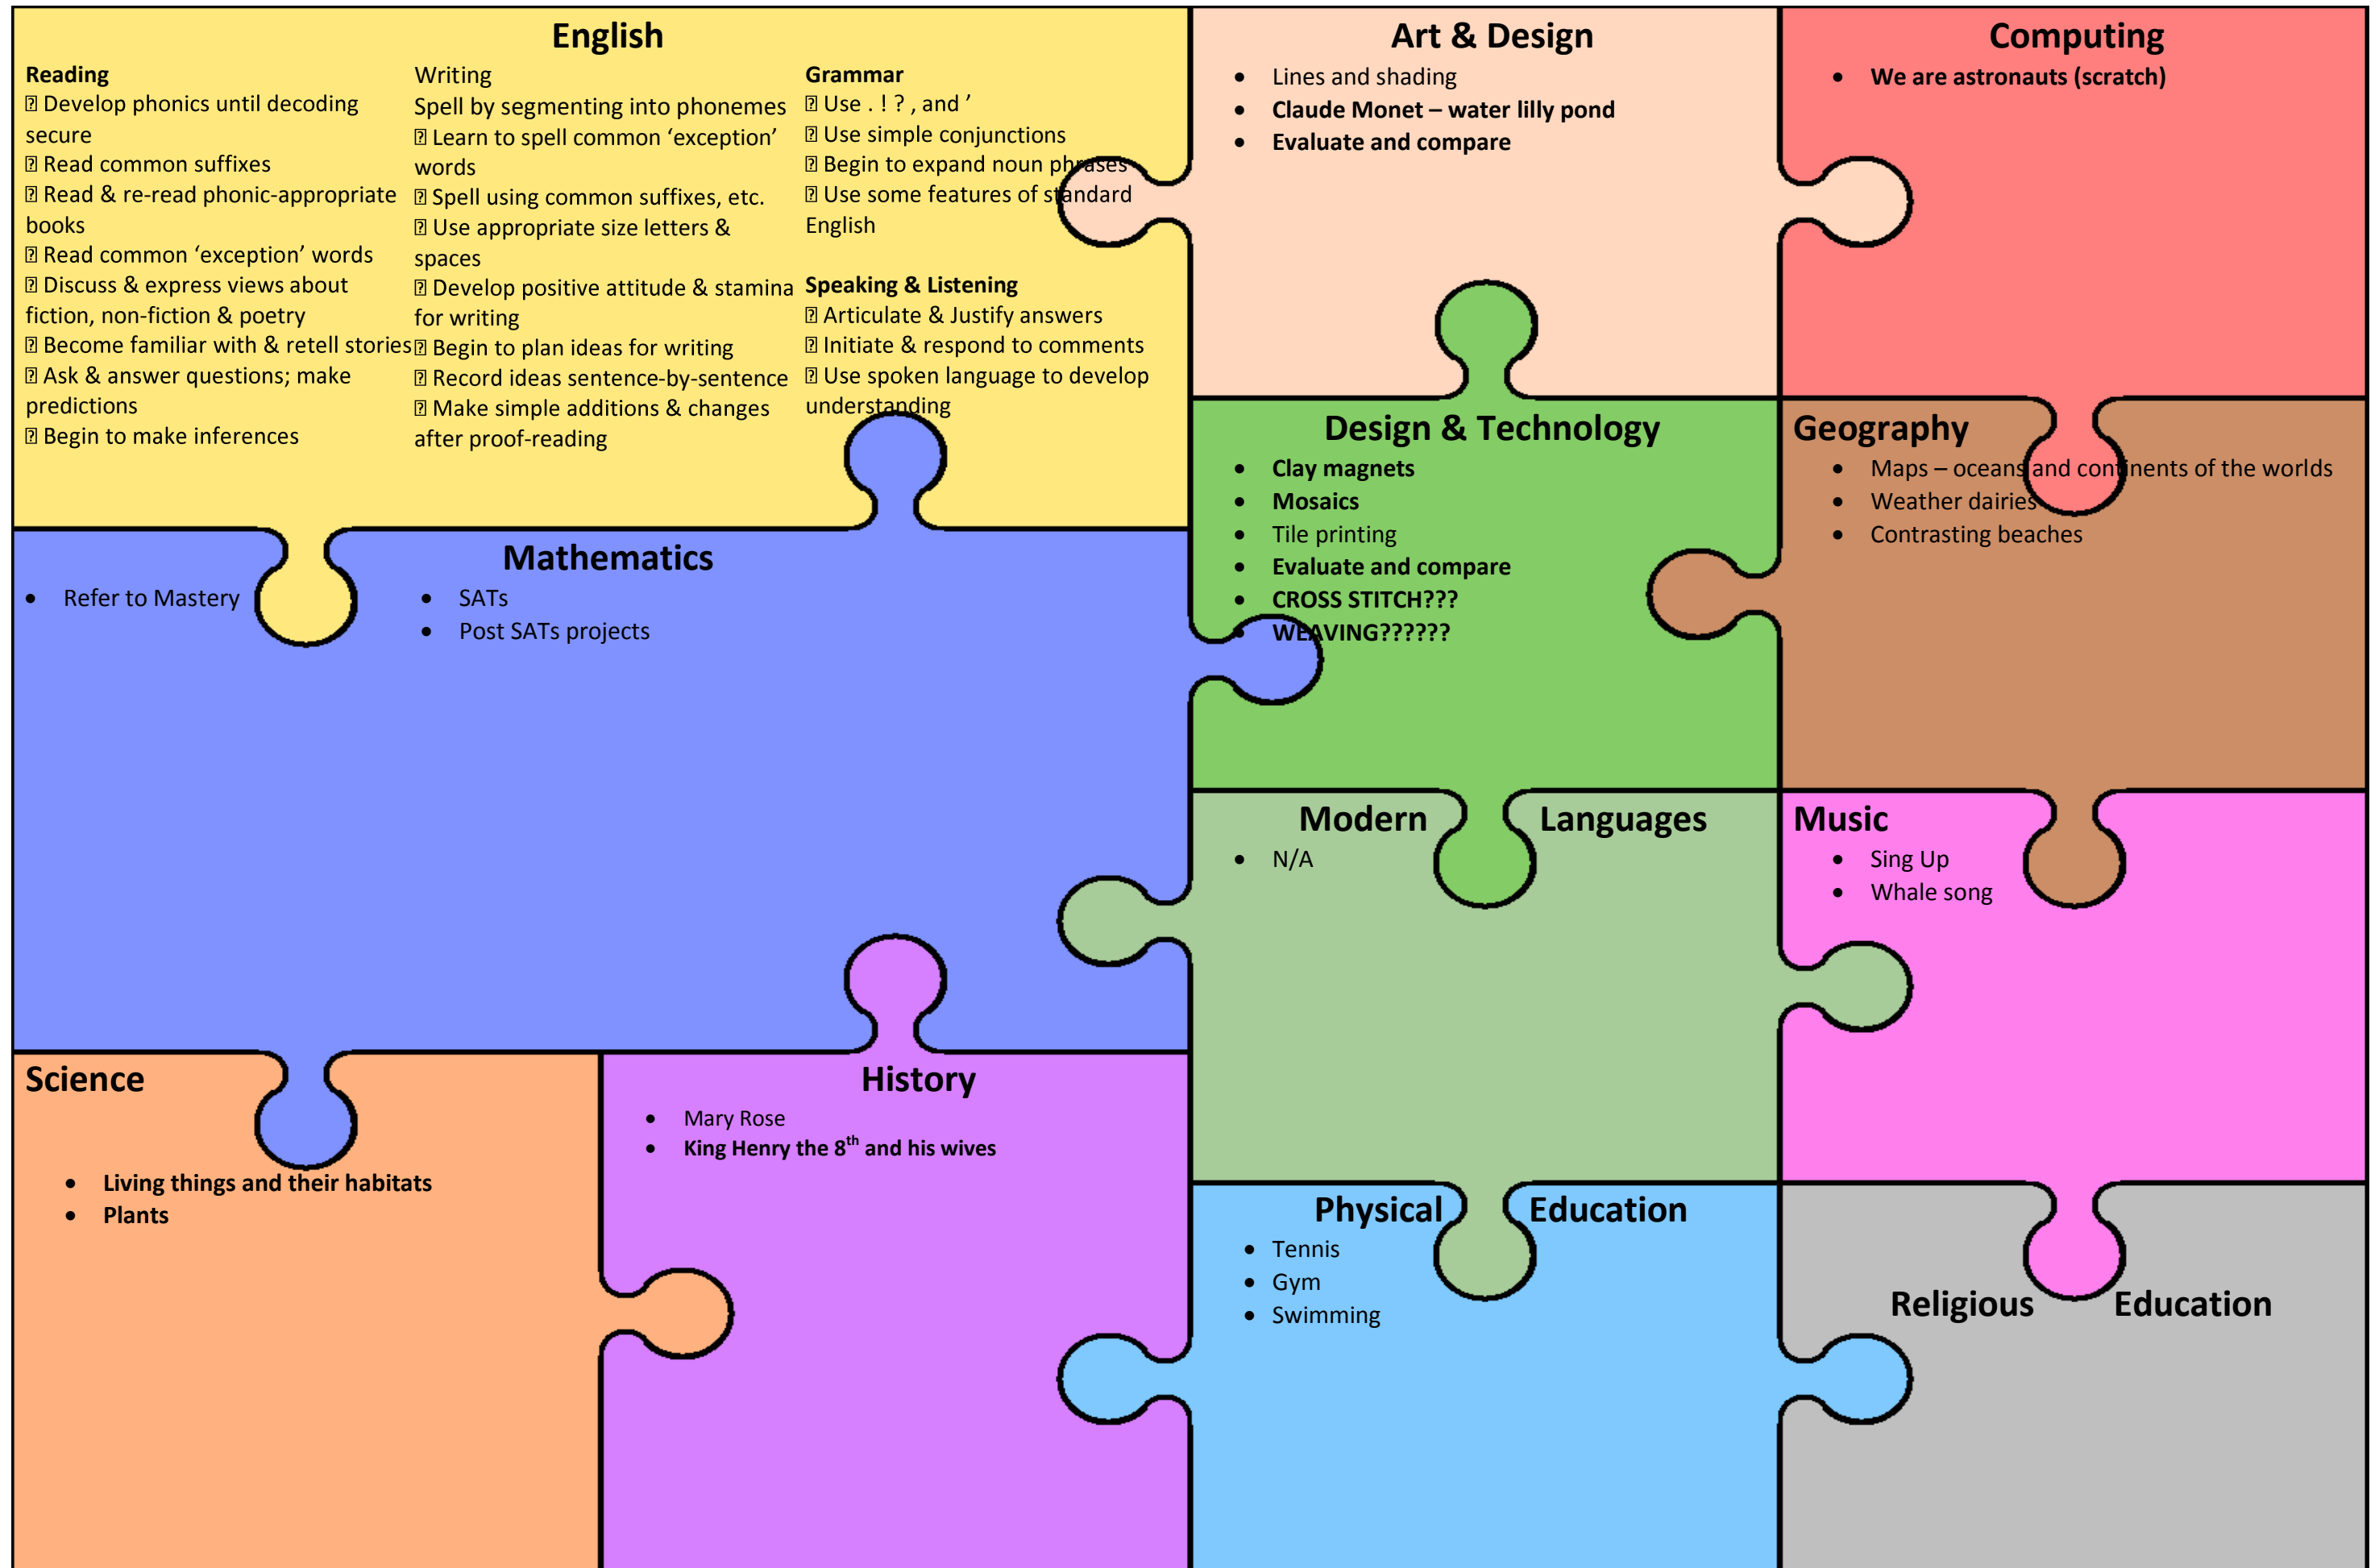 English
Reading
⍰ Develop phonics until decoding
secure
⍰ Read common suffixes
⍰ Read & re-read phonic-appropriate
books
⍰ Read common ‘exception’ words
⍰ Discuss & express views about
fiction, non-fiction & poetry
⍰ Become familiar with & retell stories
⍰ Ask & answer questions; make
predictions
⍰ Begin to make inferences
Writing
Spell by segmenting into phonemes
⍰ Learn to spell common ‘exception’
words
⍰ Spell using common suffixes, etc.
⍰ Use appropriate size letters &
spaces
⍰ Develop positive attitude & stamina
for writing
⍰ Begin to plan ideas for writing
⍰ Record ideas sentence-by-sentence
⍰ Make simple additions & changes
after proof-reading
Grammar
⍰ Use . ! ? , and ’
⍰ Use simple conjunctions
⍰ Begin to expand noun phrases
⍰ Use some features of standard
English
Speaking & Listening
⍰ Articulate & Justify answers
⍰ Initiate & respond to comments
⍰ Use spoken language to develop
understanding
Art & Design
• Lines and shading
• Claude Monet – water lilly pond
• Evaluate and compare
Computing
• We are astronauts (scratch)
Mathematics
• Refer to Mastery
• SATs
• Post SATs projects
Design & Technology
• Clay magnets
• Mosaics
• Tile printing
• Evaluate and compare
• CROSS STITCH???
• WEAVING??????
Geography
• Maps – oceans and continents of the worlds
• Weather dairies
• Contrasting beaches
Modern Languages
• N/A
Music
• Sing Up
• Whale song
Science
• Living things and their habitats
• Plants
History
• Mary Rose
• King Henry the 8th and his wives
Physical Education
• Tennis
• Gym
• Swimming
Religious Education